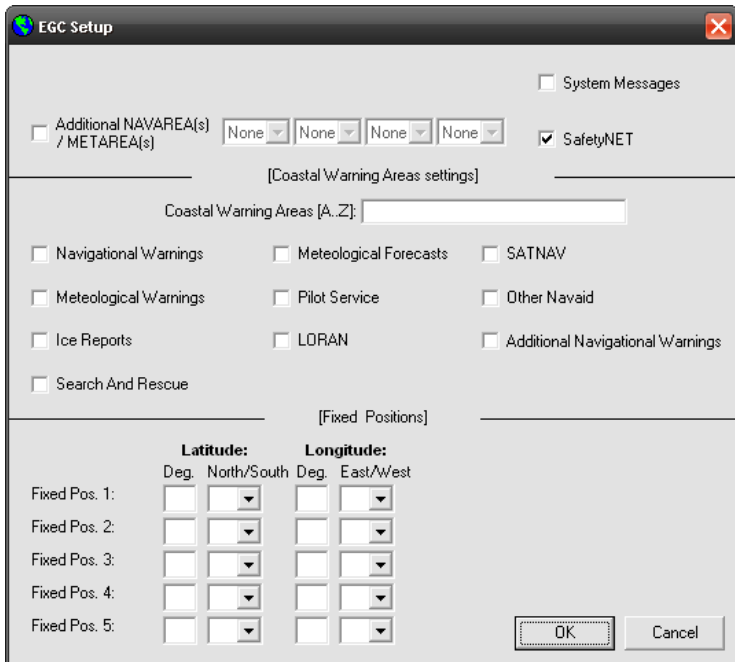 EGC Setup
System Messages
Additional NAVAREA(s)
/ METAREA(s)
None None None None
SafetyNET
[Coastal Warning Areas settings]
Coastal Warning Areas [A..Z]:
Navigational Warnings Meteological Forecasts SATNAV
Meteological Warnings Pilot Service Other Navaid
Ice Reports LORAN Additional Navigational Warnings
Search And Rescue
[Fixed Positions]
Latitude: Longitude:
Deg. North/South Deg. East/West
Fixed Pos. 1:
Fixed Pos. 2:
Fixed Pos. 3:
Fixed Pos. 4:
Fixed Pos. 5:
OK Cancel